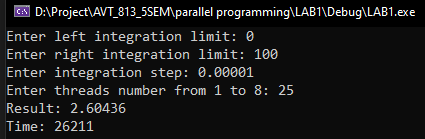 D:\Project\AVT_813_5SEM\parallel programming\LAB1\Debug\LAB1.exe
Enter left integration limit: 0
Enter right integration limit: 100
Enter integration step: 0.00001
Enter threads number from 1 to 8: 25
Result: 2.60436
Time: 26211